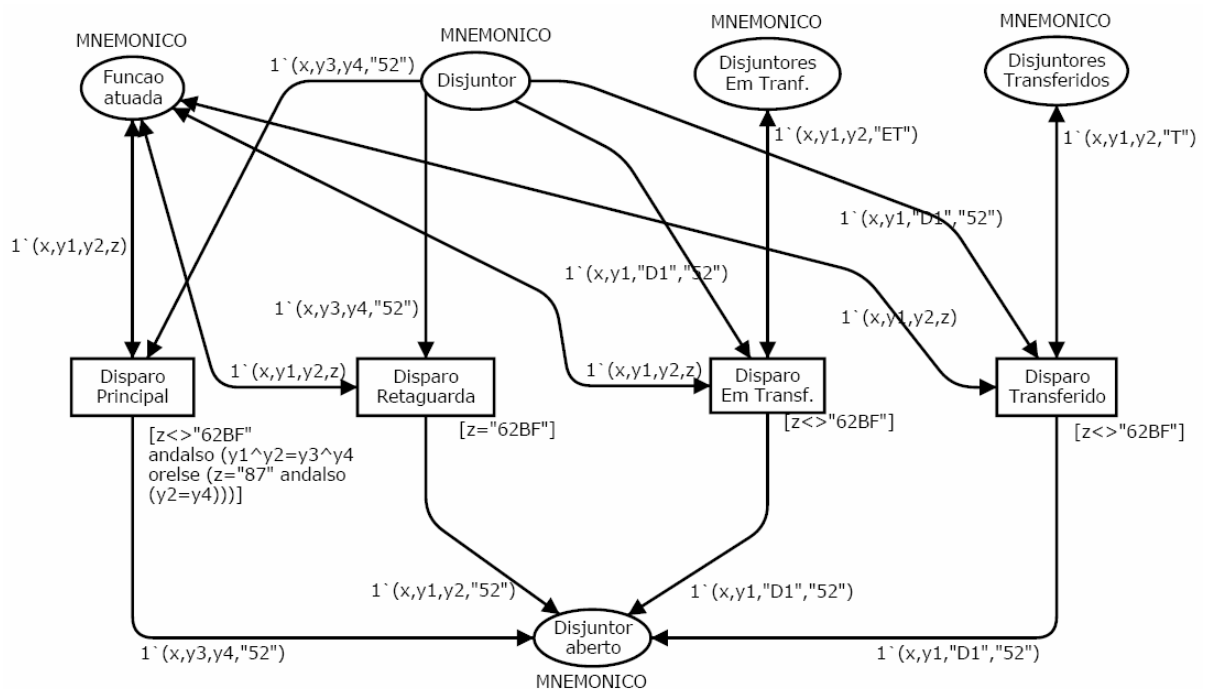 MNEMONICO
MNEMONICO
MNEMONICO
MNEMONICO
Funcao
atuada
1`(x,y3,y4,"52")
Disjuntor
Disjuntores
Em Tranf.
Disjuntores
Transferidos
1`(x,y1,y2,"ET")
1`(x,y1,y2,"T")
1`(x,y1,"D1","52")
1`(x,y1,y2,z)
1`(x,y1,"D1","52")
1`(x,y3,y4,"52")
1`(x,y1,y2,z)
Disparo
Principal
1`(x,y1,y2,z)
Disparo
Retaguarda
1`(x,y1,y2,z)
Disparo
Em Transf.
Disparo
Transferido
[z<>"62BF"
andalso (y1^y2=y3^y4
orelse (z="87" andalso
(y2=y4)))]
[z="62BF"]
[z<>"62BF"]
[z<>"62BF"]
1`(x,y1,y2,"52")
1`(x,y1,"D1","52")
Disjuntor
aberto
1`(x,y3,y4,"52")
1`(x,y1,"D1","52")
MNEMONICO